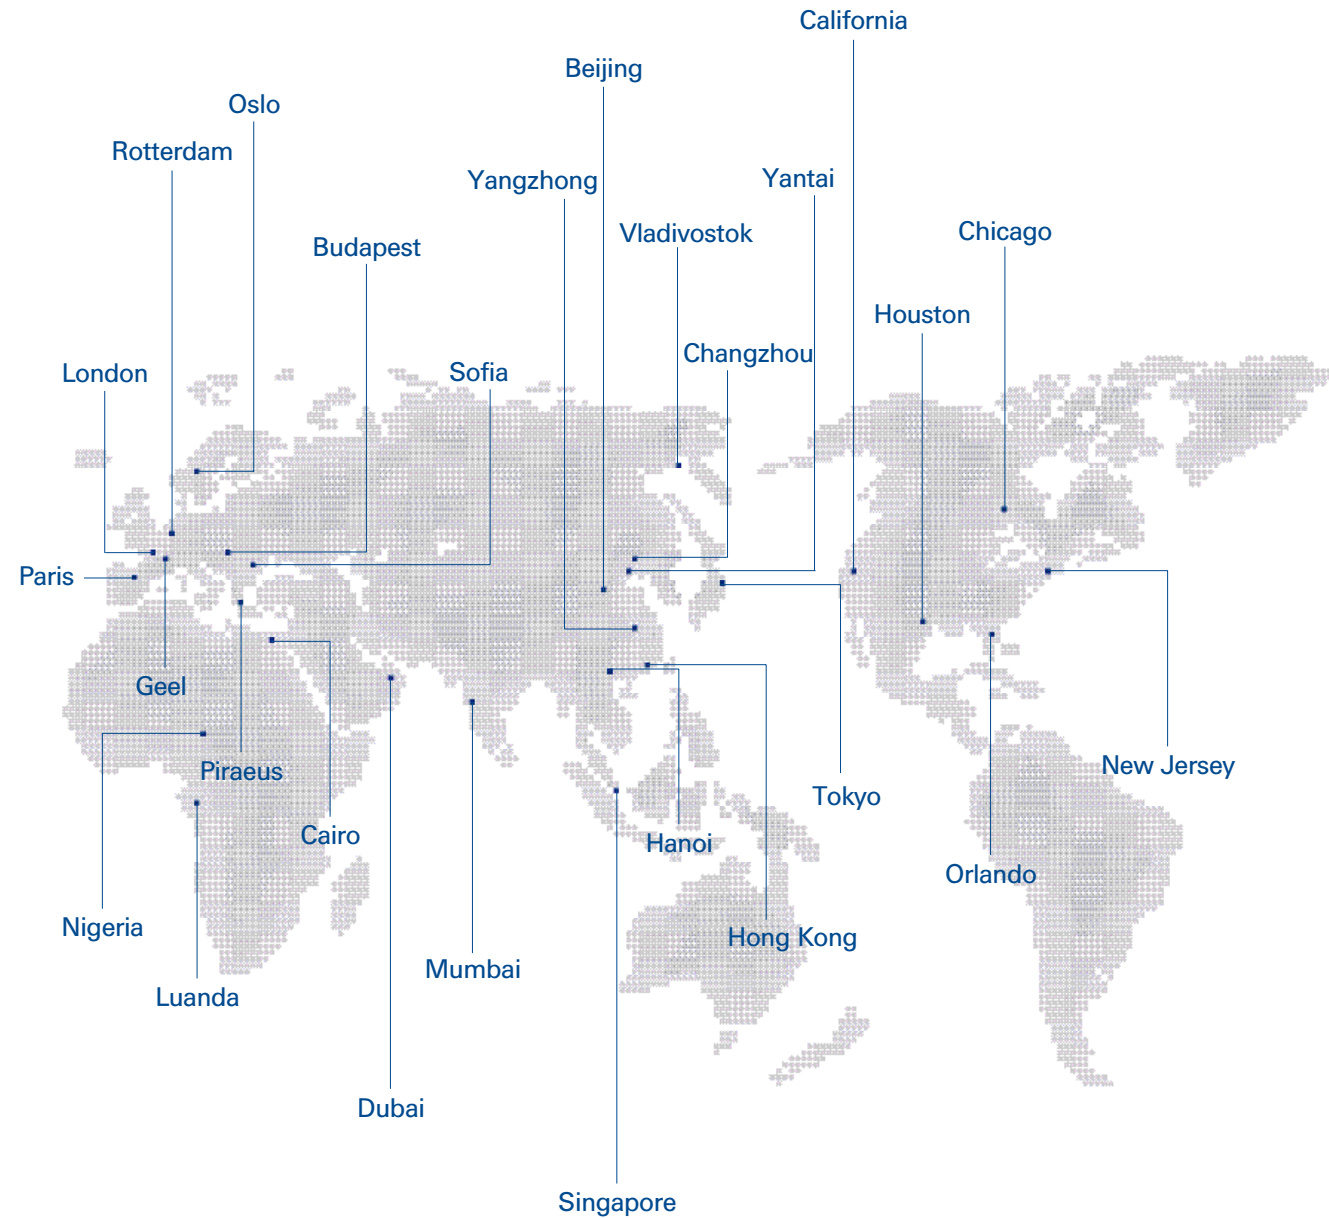 California
Beijing
Oslo
Rotterdam
Yangzhong
Yantai
Vladivostok
Chicago
Budapest
Houston
Changzhou
London
Sofia
Paris
Geel
Piraeus
New Jersey
Tokyo
Cairo
Hanoi
Orlando
Nigeria
Hong Kong
Mumbai
Luanda
Dubai
Singapore